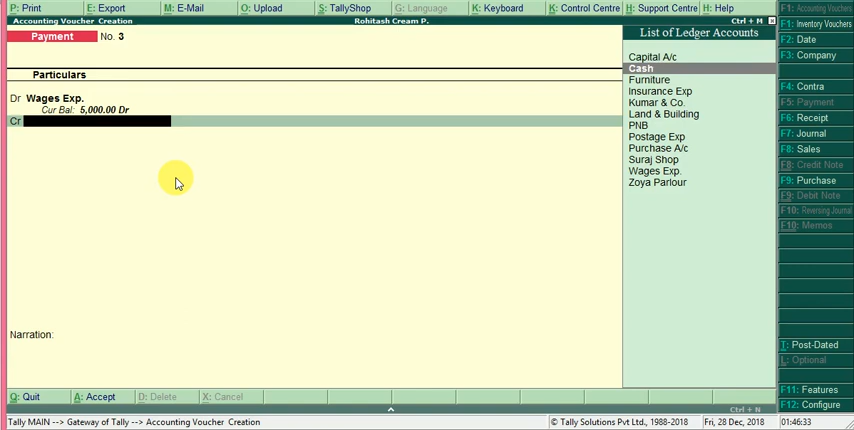 P: Print E: Export M: E-Mail O: Upload S: TallyShop G: Language K: Keyboard K: Control Centre H: Support Centre H: Help
Accounting Voucher Creation Rohitash Cream P. Ctrl + M
Payment No. 3
Particulars
Dr Wages Exp.
Cur Bal: 5,000.00 Dr
Cr
Narration:
List of Ledger Accounts
Capital A/c
Cash
Furniture
Insurance Exp
Kumar & Co.
Land & Building
PNB
Postage Exp
Purchase A/c
Suraj Shop
Wages Exp.
Zoya Parlour
F1: Accounting Vouchers
F1: Inventory Vouchers
F2: Date
F3: Company
F4: Contra
F5: Payment
F6: Receipt
F7: Journal
F8: Sales
F8: Credit Note
F9: Purchase
F9: Debit Note
F10: Reversing Journal
F10: Memos
T: Post-Dated
L: Optional
F11: Features
F12: Configure
Q: Quit A: Accept D: Delete X: Cancel
Ctrl + N
Tally MAIN --> Gateway of Tally --> Accounting Voucher Creation © Tally Solutions Pvt Ltd., 1988-2018 Fri, 28 Dec, 2018 01:46:33